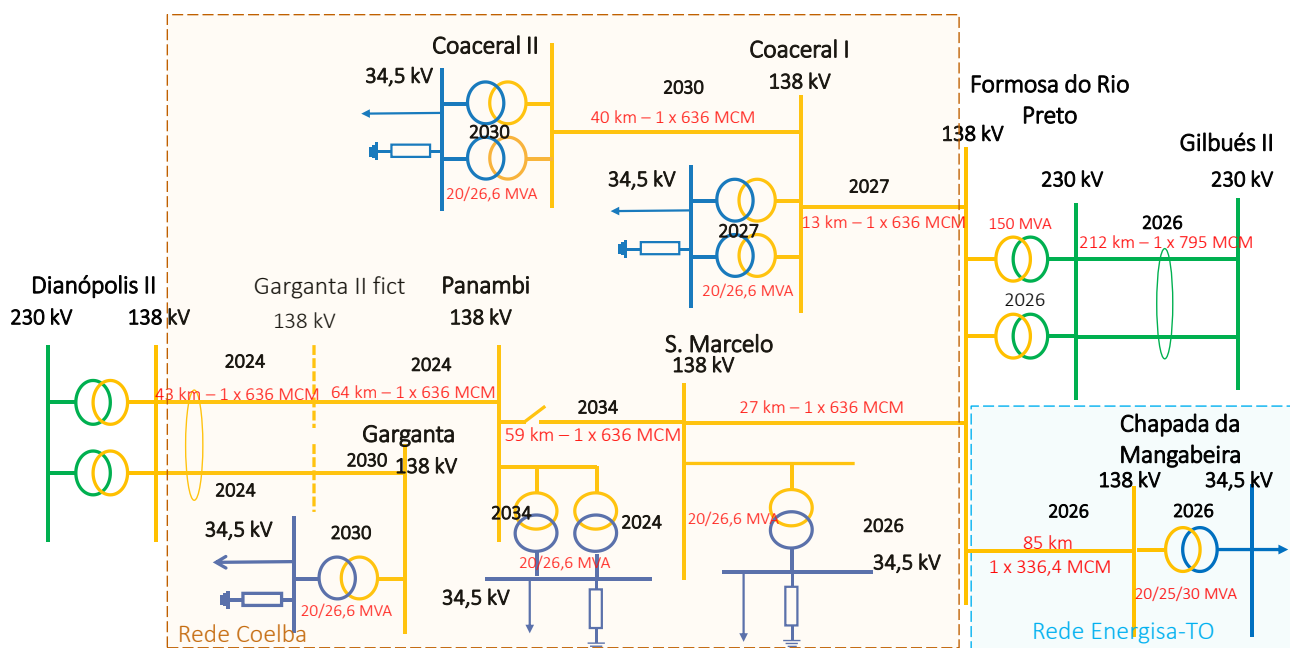 Coaceral II
34,5 kV
2030
20/26,6 MVA
2030
40 km – 1 x 636 MCM
Coaceral I
138 kV
34,5 kV
2027
20/26,6 MVA
2027
13 km – 1 x 636 MCM
Formosa do Rio
Preto
138 kV
230 kV
150 MVA
2026
Gilbués II
230 kV
2026
212 km – 1 x 795 MCM
Dianópolis II
230 kV
138 kV
Garganta II fict
138 kV
Panambi
138 kV
2024
43 km – 1 x 636 MCM
2024
64 km – 1 x 636 MCM
S. Marcelo
138 kV
2034
59 km – 1 x 636 MCM
27 km – 1 x 636 MCM
Garganta
138 kV
2030
2024
34,5 kV
2030
20/26,6 MVA
2034
2024
20/26,6 MVA
34,5 kV
20/26,6 MVA
2026
34,5 kV
Rede Coelba
Chapada da
Mangabeira
138 kV
34,5 kV
2026
85 km
1 x 336,4 MCM
2026
20/25/30 MVA
Rede Energisa-TO